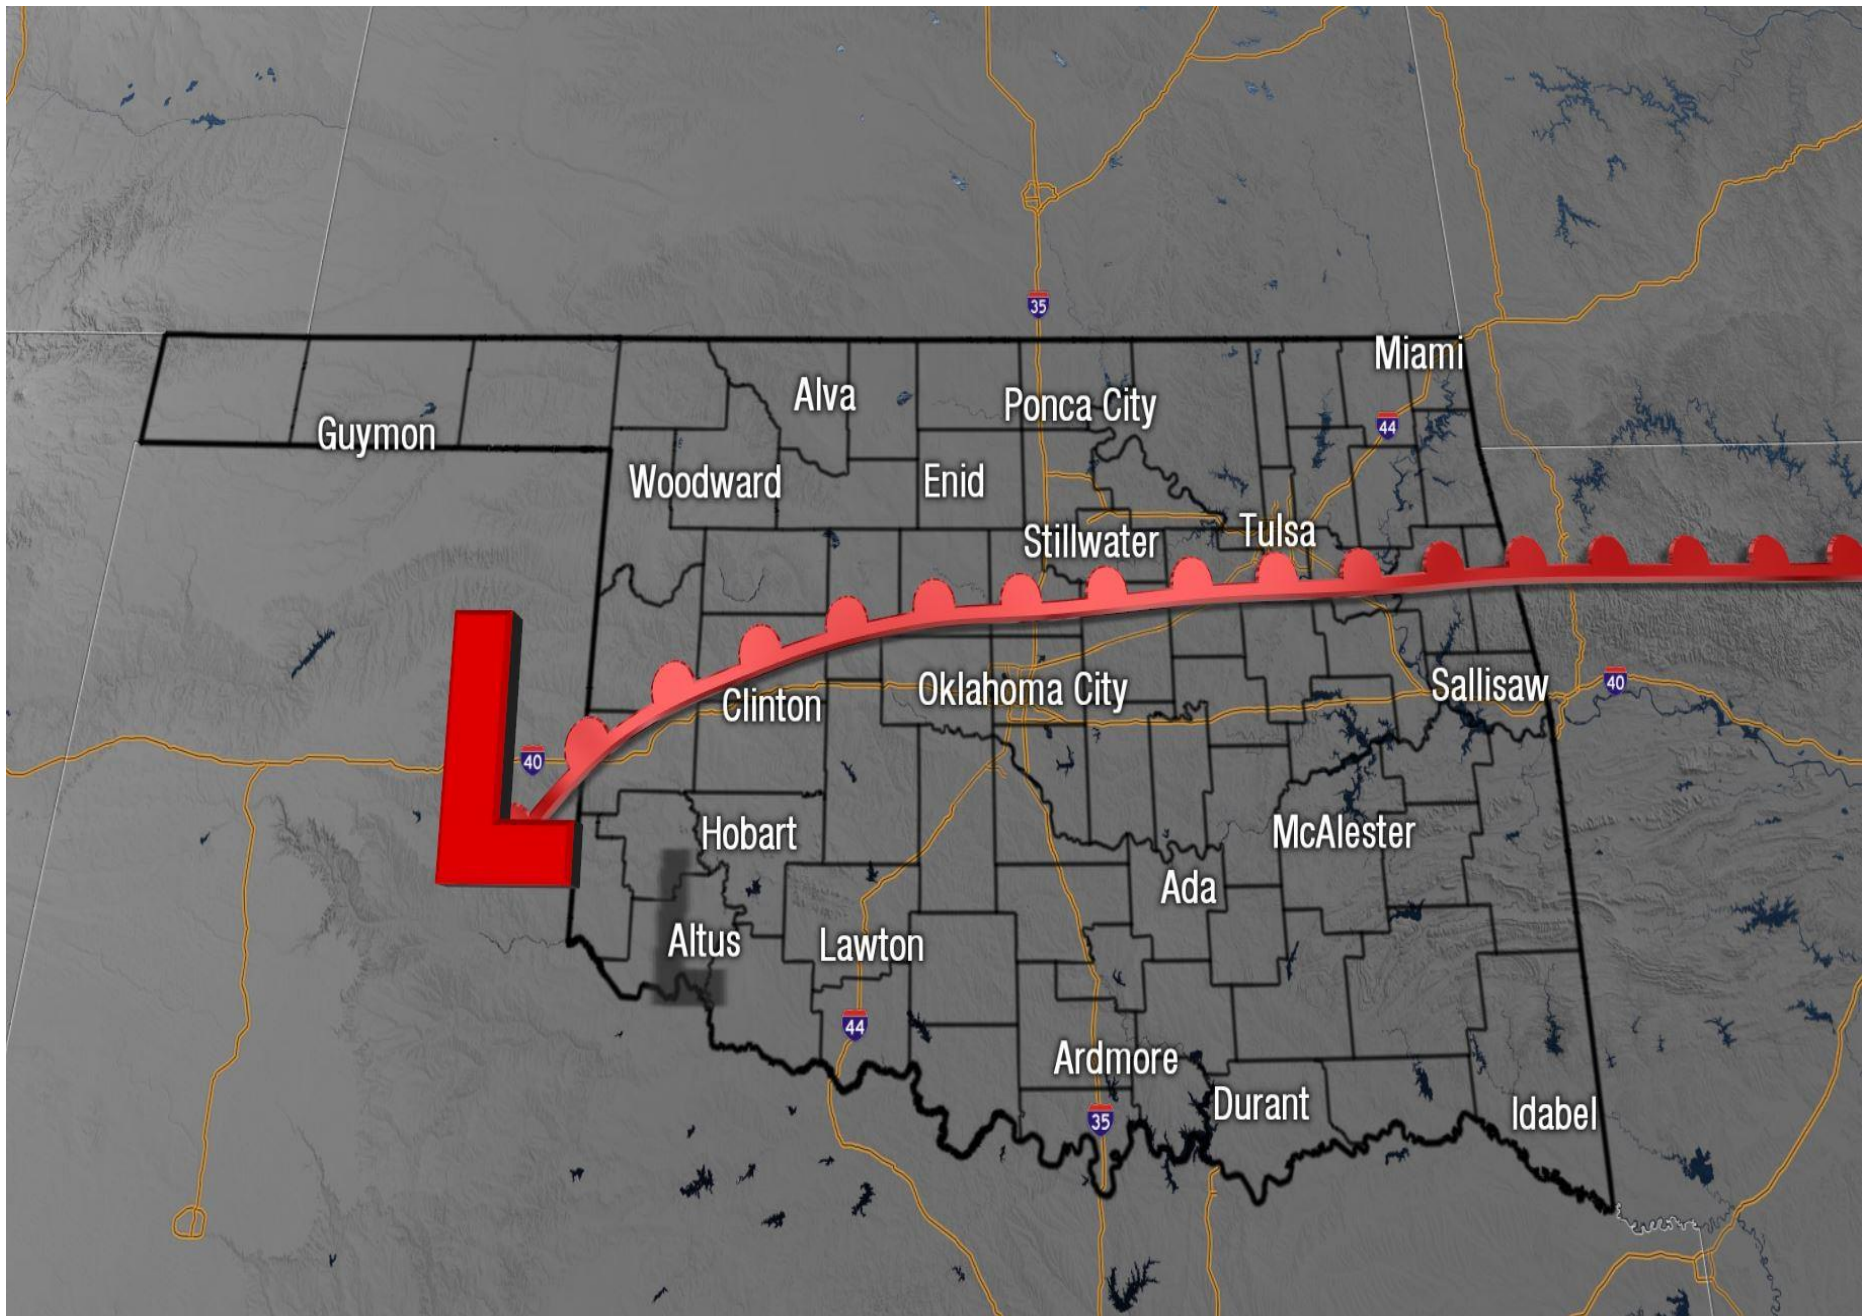 35
Miami
Alva
Ponca City
44
Guymon
Woodward
Enid
Stillwater
Tulsa
Clinton
Oklahoma City
Sallisaw
40
40
L
Hobart
McAlester
Ada
Altus
Lawton
44
Ardmore
35
Durant
Idabel